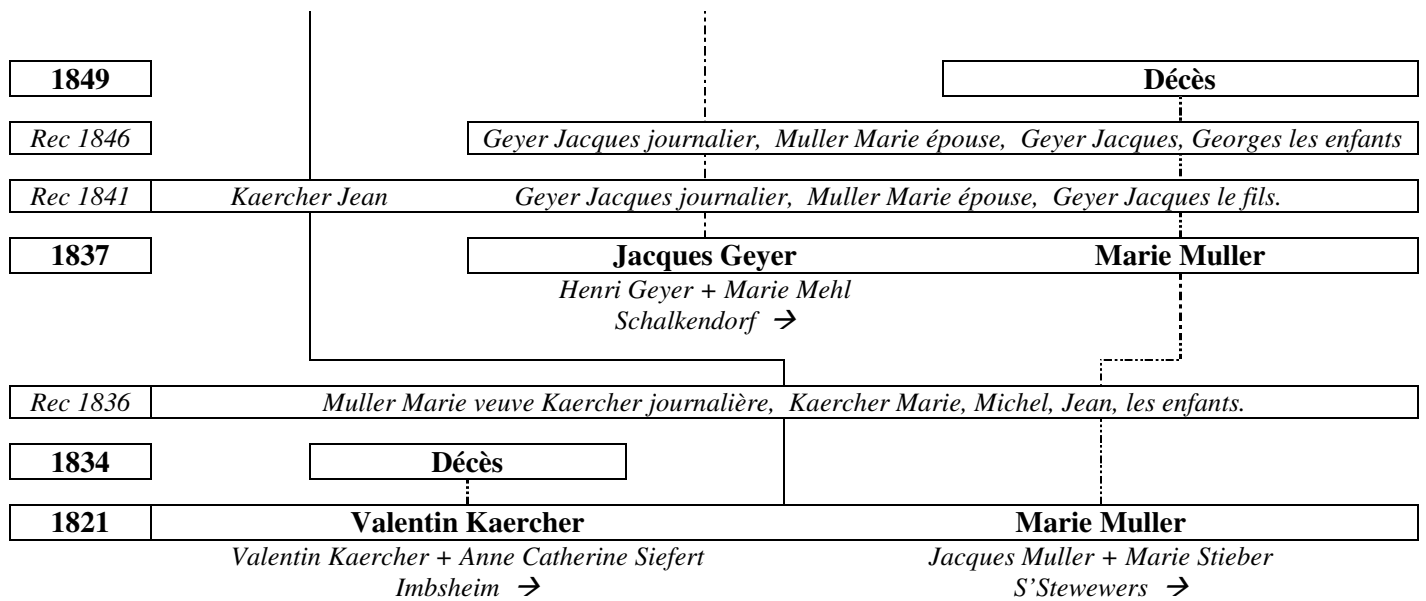 1849 Décès
Rec 1846 Geyer Jacques journalier, Muller Marie épouse, Geyer Jacques, Georges les enfants
Rec 1841 Kaercher Jean Geyer Jacques journalier, Muller Marie épouse, Geyer Jacques le fils.
1837 Jacques Geyer Marie Muller
Henri Geyer + Marie Mehl
Schalkendorf →
Rec 1836 Muller Marie veuve Kaercher journalière, Kaercher Marie, Michel, Jean, les enfants.
1834 Décès
1821 Valentin Kaercher Marie Muller
Valentin Kaercher + Anne Catherine Siefert Jacques Muller + Marie Stieber
Imbsheim → S'Stewewers →